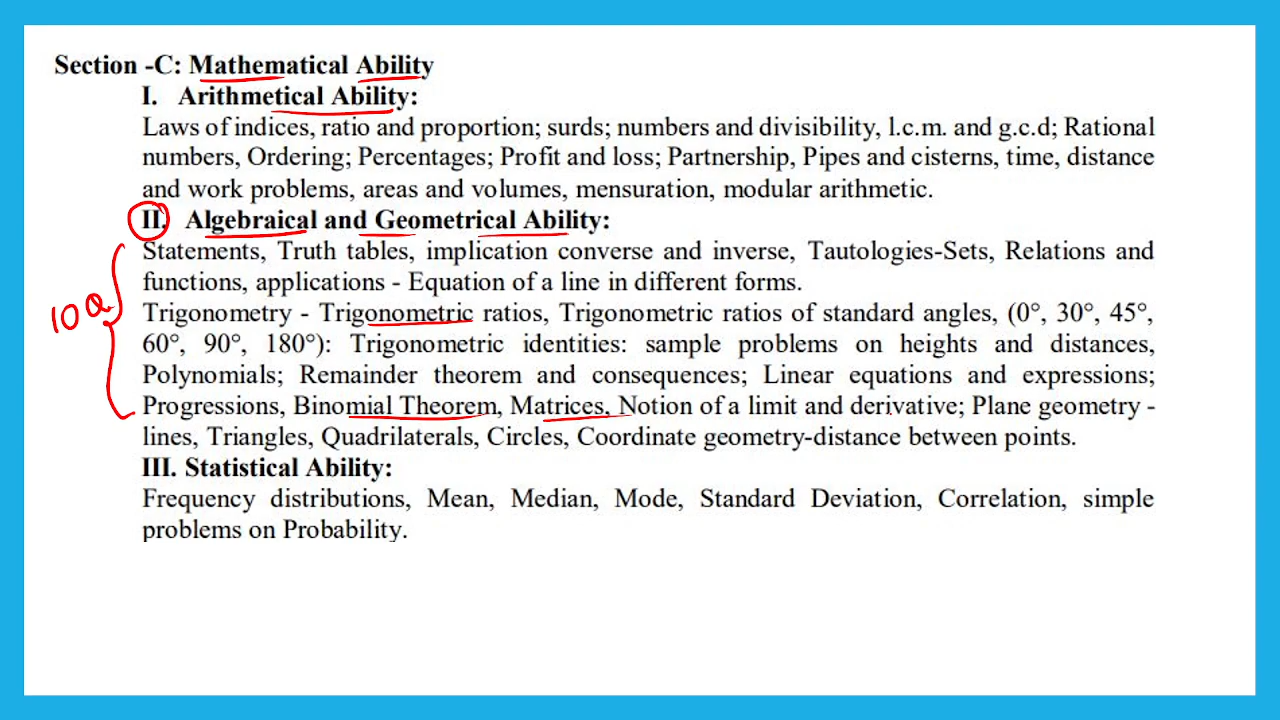 Section -C: Mathematical Ability
I. Arithmetical Ability:
Laws of indices, ratio and proportion; surds; numbers and divisibility, l.c.m. and g.c.d; Rational
numbers, Ordering; Percentages; Profit and loss; Partnership, Pipes and cisterns, time, distance
and work problems, areas and volumes, mensuration, modular arithmetic.
II. Algebraical and Geometrical Ability:
Statements, Truth tables, implication converse and inverse, Tautologies-Sets, Relations and
functions, applications - Equation of a line in different forms.
10Q
Trigonometry - Trigonometric ratios, Trigonometric ratios of standard angles, (0°, 30°, 45°,
60°, 90°, 180°): Trigonometric identities: sample problems on heights and distances,
Polynomials; Remainder theorem and consequences; Linear equations and expressions;
Progressions, Binomial Theorem, Matrices, Notion of a limit and derivative; Plane geometry -
lines, Triangles, Quadrilaterals, Circles, Coordinate geometry-distance between points.
III. Statistical Ability:
Frequency distributions, Mean, Median, Mode, Standard Deviation, Correlation, simple
problems on Probability.